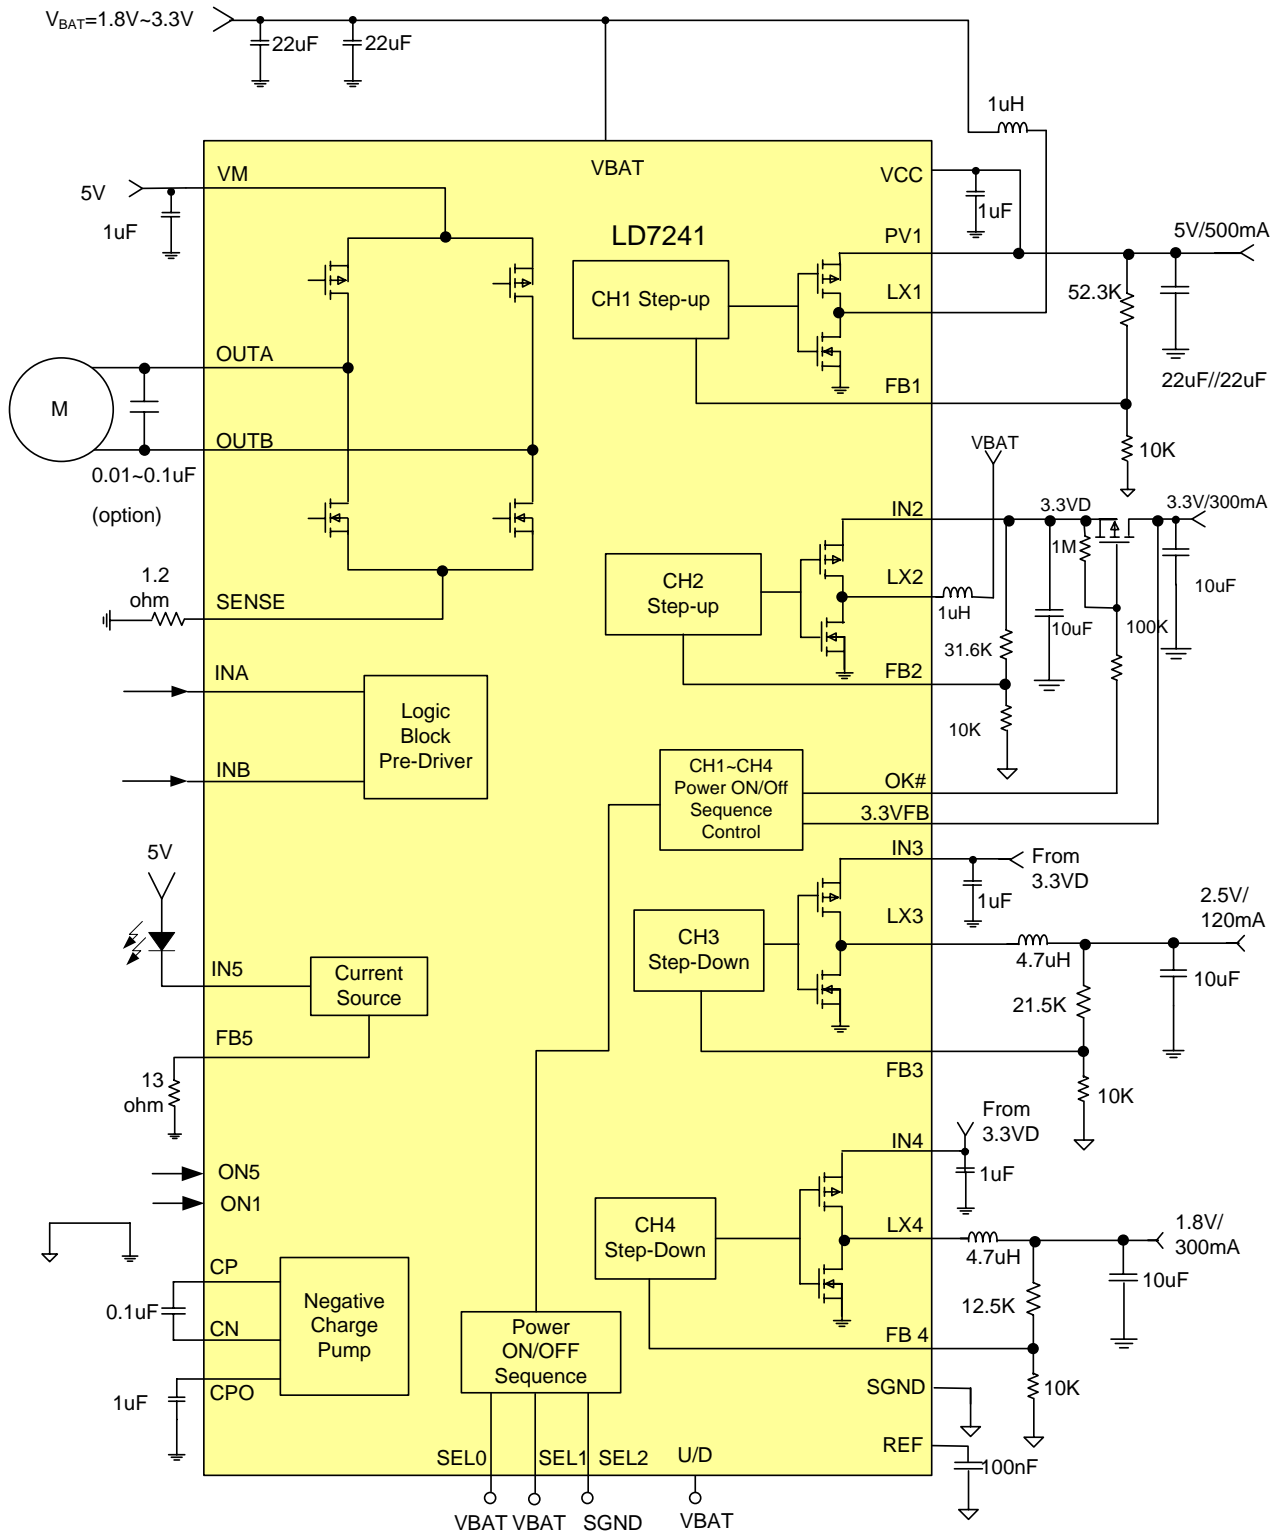 VBAT=1.8V~3.3V
22uF
22uF
1uH
VM
VBAT
VCC
5V
1uF
1uF
LD7241
PV1
5V/500mA
CH1 Step-up
LX1
52.3K
OUTA
22uF//22uF
FB1
M
OUTB
VBAT
10K
0.01~0.1uF
(option)
IN2
3.3VD
3.3V/300mA
1M
1.2
ohm
SENSE
CH2
Step-up
LX2
1uH
10uF
10uF
100K
31.6K
FB2
INA
Logic
Block
Pre-Driver
10K
INB
CH1~CH4
Power ON/Off
Sequence
Control
OK#
3.3VFB
5V
IN3
From
3.3VD
1uF
2.5V/
120mA
LX3
CH3
Step-Down
4.7uH
IN5
Current
Source
10uF
21.5K
FB5
FB3
13
ohm
10K
From
3.3VD
IN4
ON5
1uF
ON1
CH4
Step-Down
LX4
1.8V/
300mA
4.7uH
CP
10uF
0.1uF
Negative
Charge
Pump
12.5K
CN
Power
ON/OFF
Sequence
FB 4
CPO
1uF
SGND
10K
REF
SEL0
SEL1
SEL2
U/D
100nF
VBAT
VBAT
SGND
VBAT